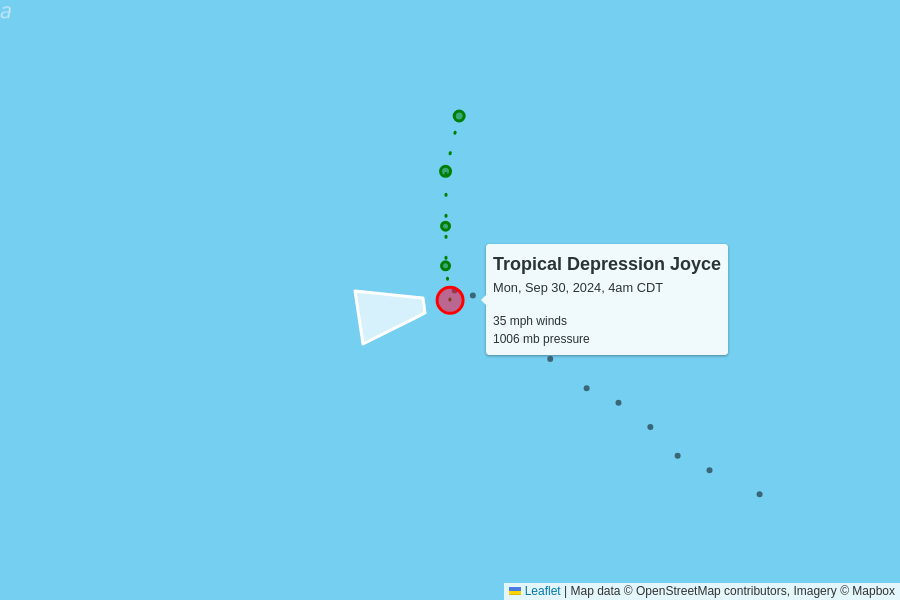 a
Tropical Depression Joyce
Mon, Sep 30, 2024, 4am CDT
35 mph winds
1006 mb pressure
Leaflet | Map data © OpenStreetMap contributors, Imagery © Mapbox